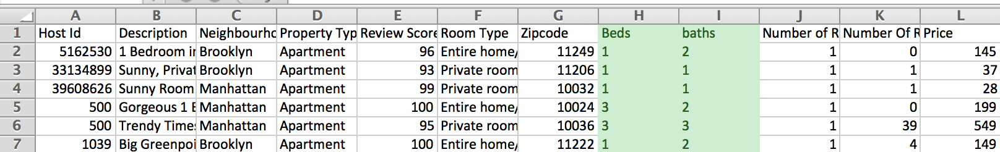 A B C D E F G H I J K L
1 Host Id Description Neighbourho Property Typ Review Score Room Type Zipcode Beds baths Number of R Number Of R Price
2 5162530 1 Bedroom in Brooklyn Apartment 96 Entire home/ 11249 1 2 1 0 145
3 33134899 Sunny, Privat Brooklyn Apartment 93 Private room 11206 1 1 1 1 37
4 39608626 Sunny Room Manhattan Apartment 99 Private room 10032 1 1 1 1 28
5 500 Gorgeous 1 B Manhattan Apartment 100 Entire home/ 10024 3 2 1 0 199
6 500 Trendy Times Manhattan Apartment 95 Private room 10036 3 3 1 39 549
7 1039 Big Greenpoi Brooklyn Apartment 100 Entire home/ 11222 1 2 1 4 149